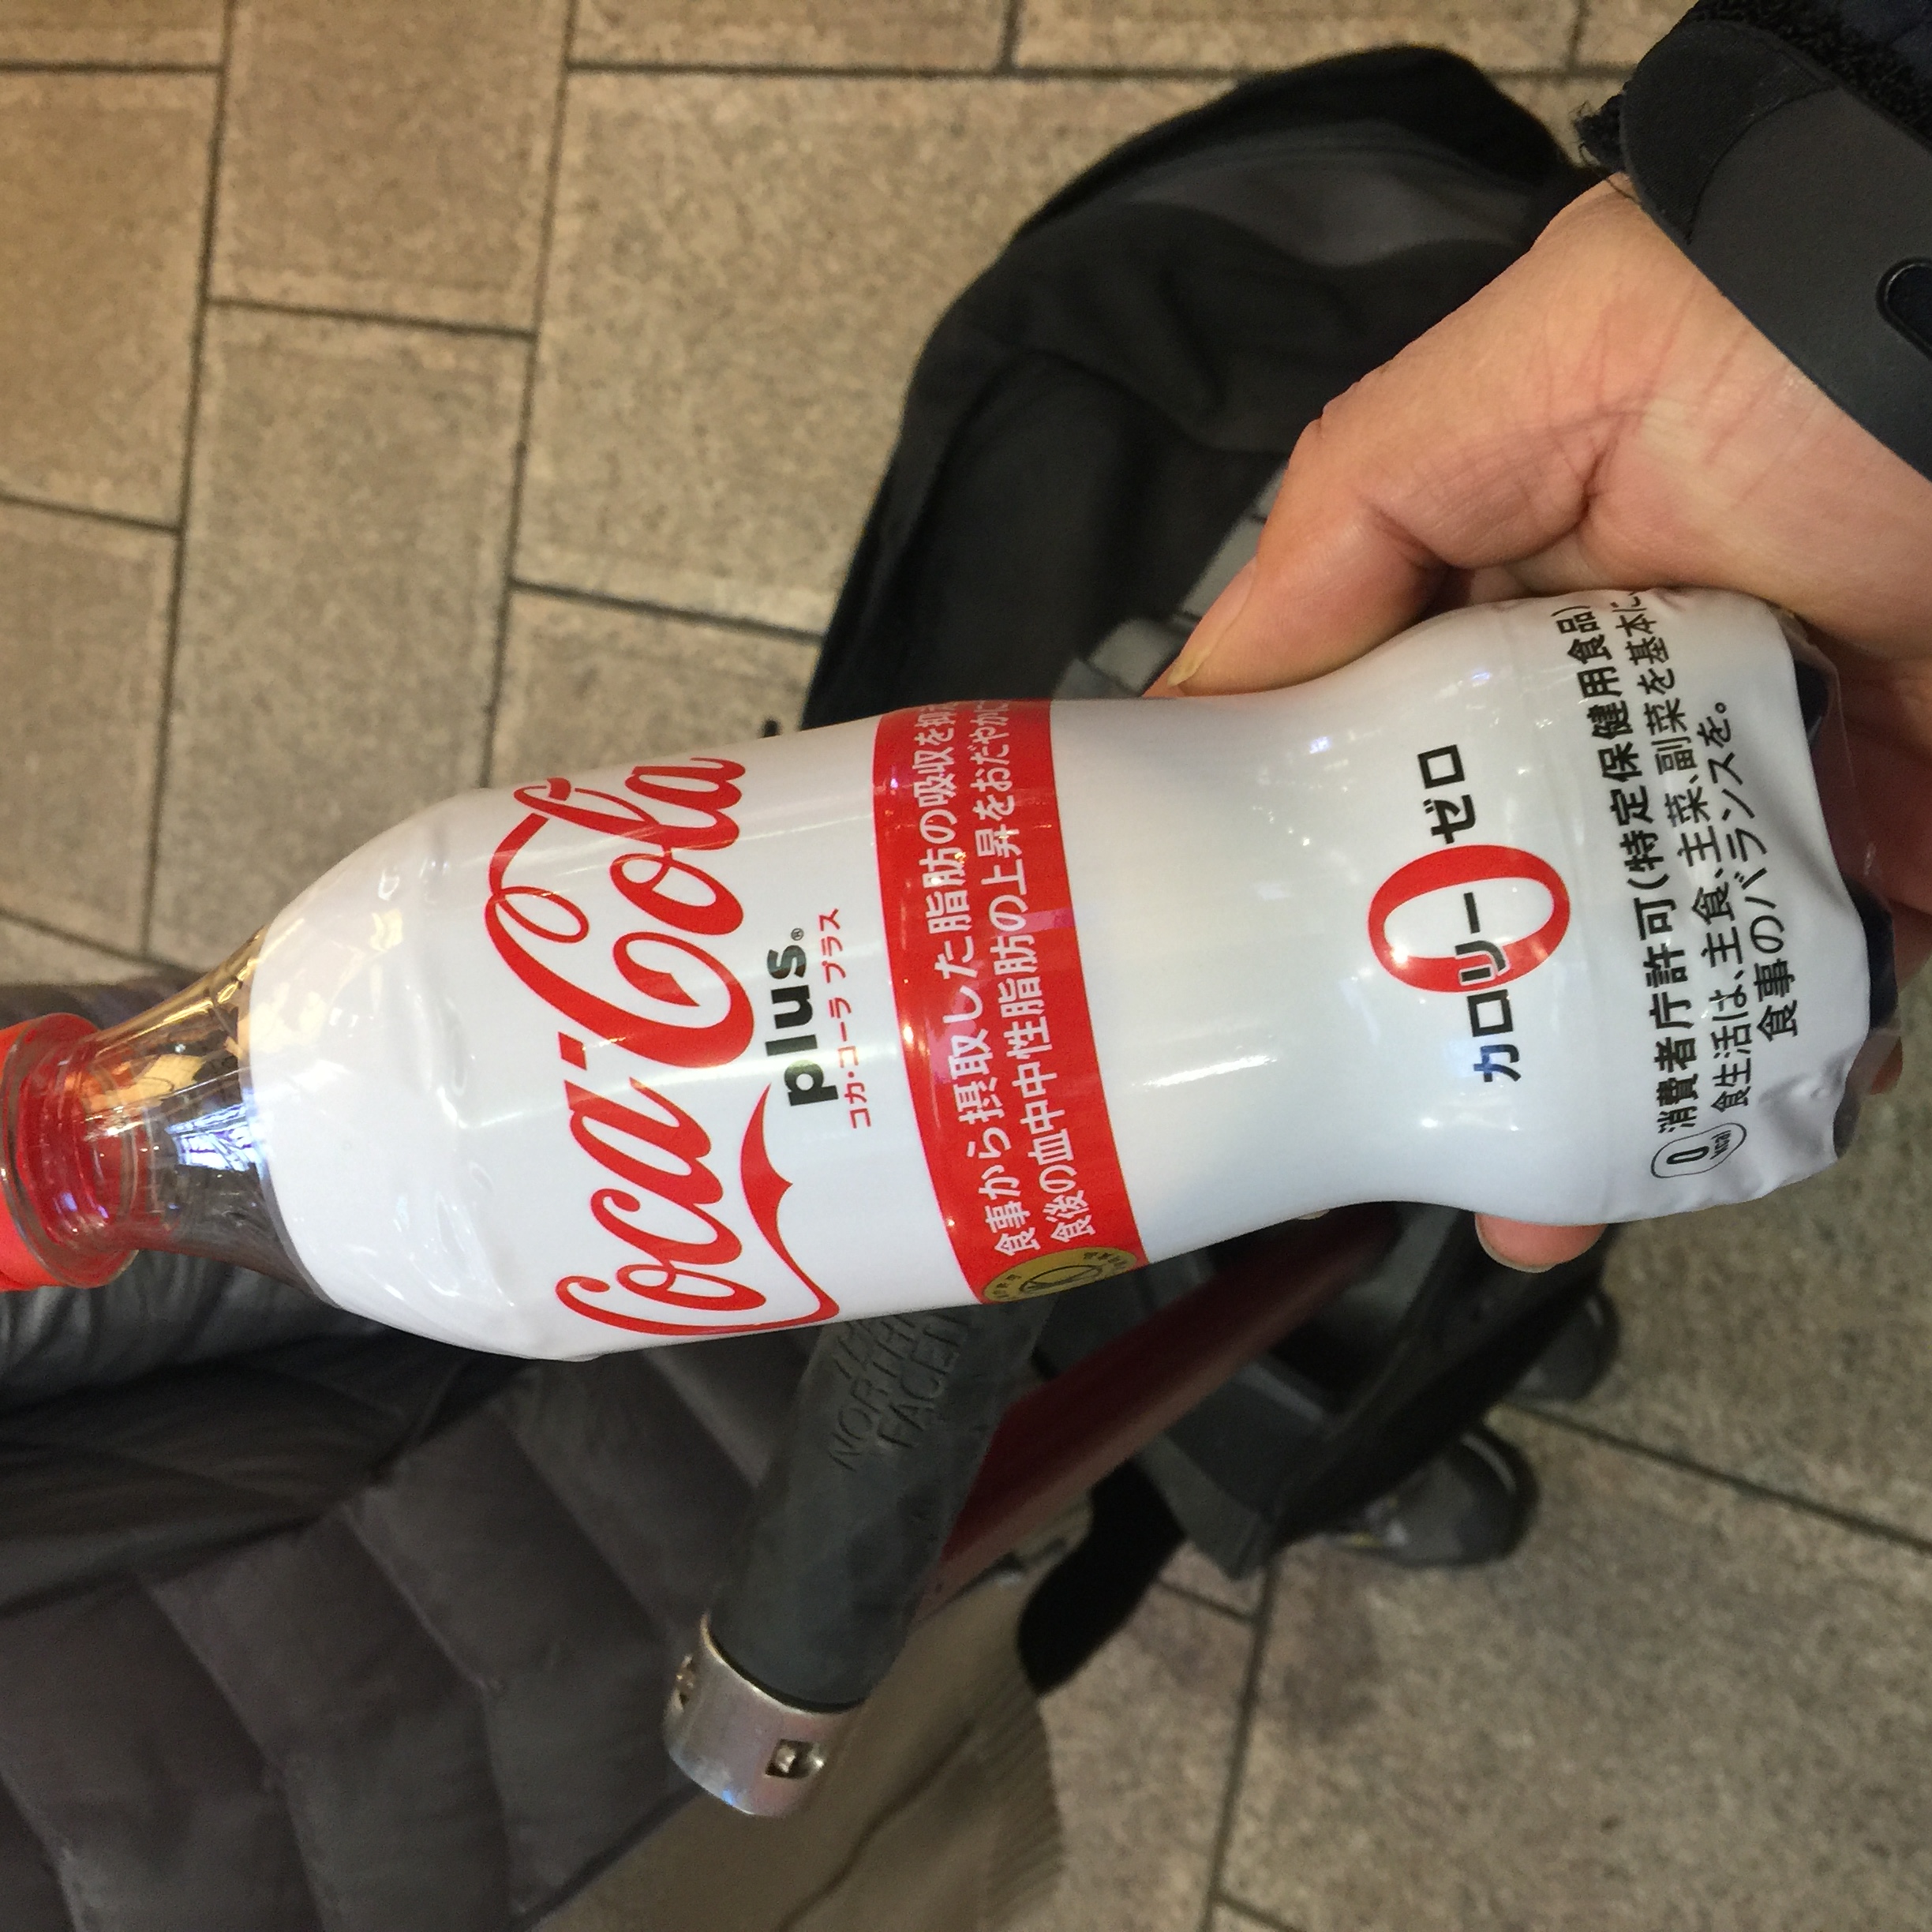 Coca-Cola
plus®
コカ・コーラ プラス
食事から摂取した脂肪の吸収を抑え
食後の血中中性脂肪の上昇をおだやかに
カロリー0ゼロ
0 kcal 消費者庁許可(特定保健用食品)
食生活は、主食、主菜、副菜を基本に、
食事のバランスを。
NORTH
FACE